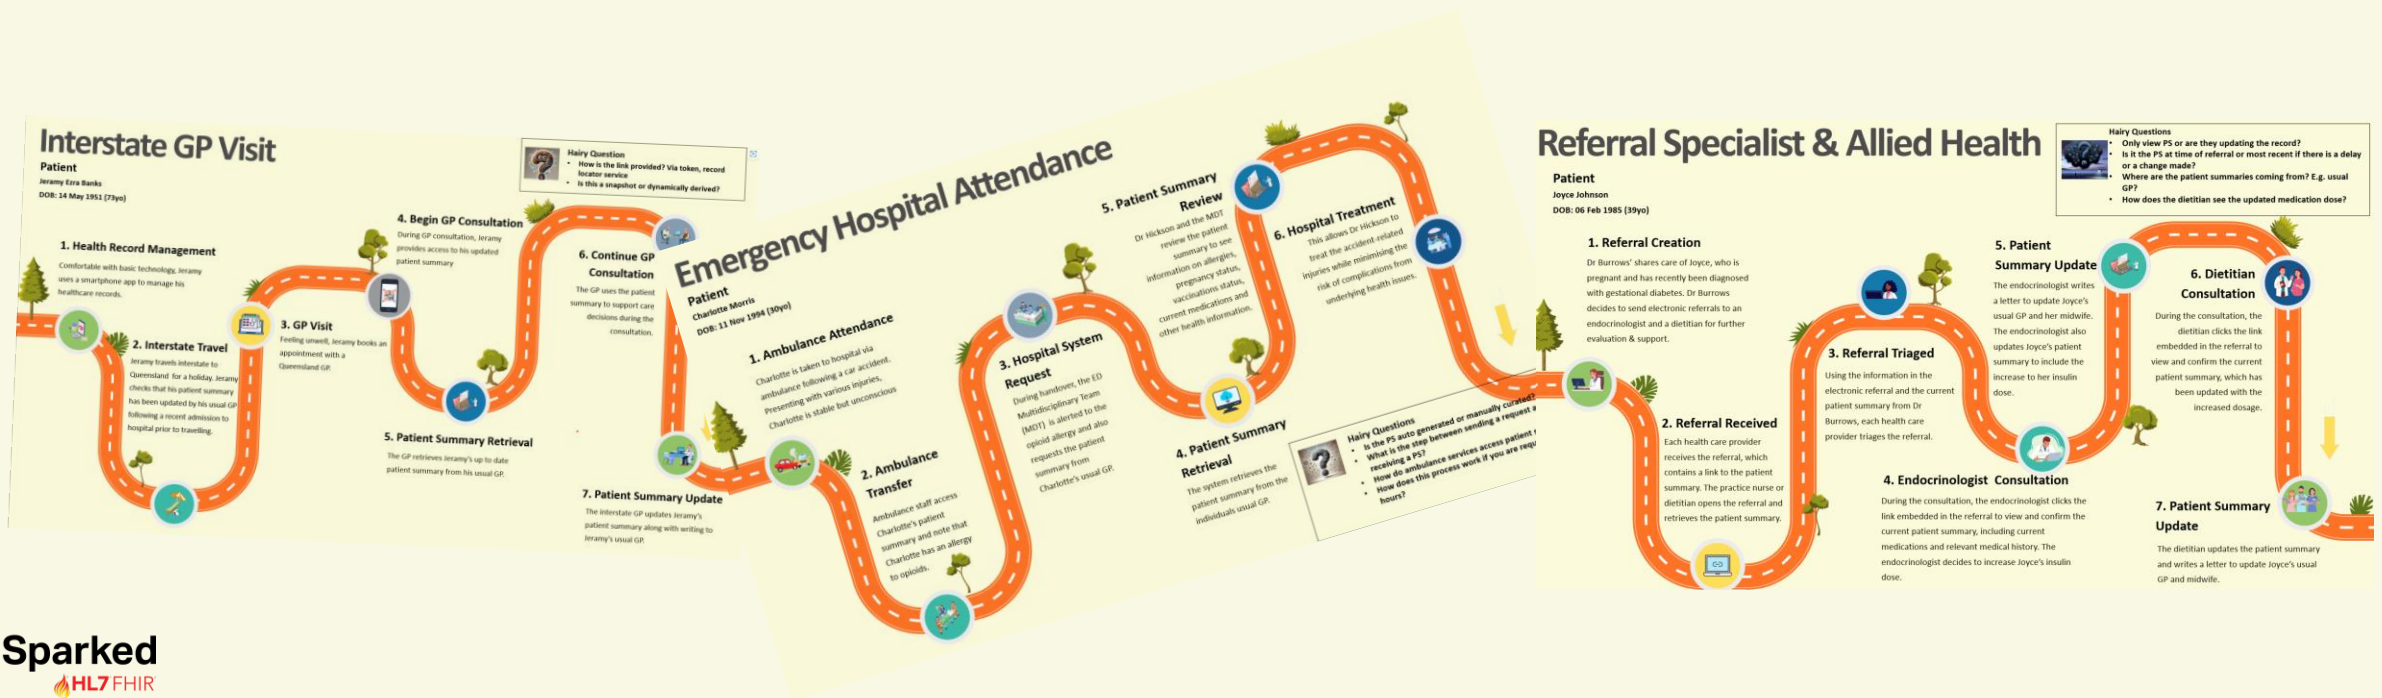 Interstate GP Visit
Patient
Jeramy Ezra Banks
DOB: 14 May 1951 (73yo)
Hairy Question
• How is the link provided? Via token, record
locator service
• Is this a snapshot or dynamically derived?
1. Health Record Management
Comfortable with basic technology, Jeramy
uses a smartphone app to manage his
healthcare records.
2. Interstate Travel
Jeramy travels interstate to
Queensland for a holiday. Jeramy
checks that his patient summary
has been updated by his usual GP
following a recent admission to
hospital prior to travelling.
3. GP Visit
Feeling unwell, Jeramy books an
appointment with a
Queensland GP.
4. Begin GP Consultation
During GP consultation, Jeramy
provides access to his updated
patient summary
5. Patient Summary Retrieval
The GP retrieves Jeramy's up to date
patient summary from his usual GP.
6. Continue GP
Consultation
The GP uses the patient
summary to support care
decisions during the
consultation.
7. Patient Summary Update
The interstate GP updates Jeramy's
patient summary along with writing to
Jeramy's usual GP.
Emergency Hospital Attendance
Patient
Charlotte Morris
DOB: 11 Nov 1994 (30yo)
1. Ambulance Attendance
Charlotte is taken to hospital via
ambulance following a car accident.
Presenting with various injuries,
Charlotte is stable but unconscious
2. Ambulance
Transfer
Ambulance staff access
Charlotte's patient
summary and note that
Charlotte has an allergy
to opioids.
3. Hospital System
Request
During handover, the ED
Multidisciplinary Team
(MDT) is alerted to the
opioid allergy and also
requests the patient
summary from
Charlotte's usual GP.
4. Patient Summary
Retrieval
The system retrieves the
patient summary from the
individuals usual GP.
5. Patient Summary
Review
Dr Hickson and the MDT
review the patient
summary to see
information on allergies,
pregnancy status,
vaccinations status,
current medications and
other health information.
6. Hospital Treatment
This allows Dr Hickson to
treat the accident-related
injuries while minimising the
risk of complications from
underlying health issues.
Hairy Questions
• Is the PS auto generated or manually curated?
• What is the step between sending a request a
receiving a PS?
• How do ambulance services access patient
• How does this process work if you are requ
hours?
Referral Specialist & Allied Health
Patient
Joyce Johnson
DOB: 06 Feb 1985 (39yo)
Hairy Questions
• Only view PS or are they updating the record?
• Is it the PS at time of referral or most recent if there is a delay
or a change made?
• Where are the patient summaries coming from? E.g. usual
GP?
• How does the dietitian see the updated medication dose?
1. Referral Creation
Dr Burrows' shares care of Joyce, who is
pregnant and has recently been diagnosed
with gestational diabetes. Dr Burrows
decides to send electronic referrals to an
endocrinologist and a dietitian for further
evaluation & support.
2. Referral Received
Each health care provider
receives the referral, which
contains a link to the patient
summary. The practice nurse or
dietitian opens the referral and
retrieves the patient summary.
3. Referral Triaged
Using the information in the
electronic referral and the current
patient summary from Dr
Burrows, each health care
provider triages the referral.
4. Endocrinologist Consultation
During the consultation, the endocrinologist clicks the
link embedded in the referral to view and confirm the
current patient summary, including current
medications and relevant medical history. The
endocrinologist decides to increase Joyce's insulin
dose.
5. Patient
Summary Update
The endocrinologist writes
a letter to update Joyce's
usual GP and her midwife.
The endocrinologist also
updates Joyce's patient
summary to include the
increase to her insulin
dose.
6. Dietitian
Consultation
During the consultation, the
dietitian clicks the link
embedded in the referral to
view and confirm the current
patient summary, which has
been updated with the
increased dosage.
7. Patient Summary
Update
The dietitian updates the patient summary
and writes a letter to update Joyce's usual
GP and midwife.
Sparked
HL7 FHIR